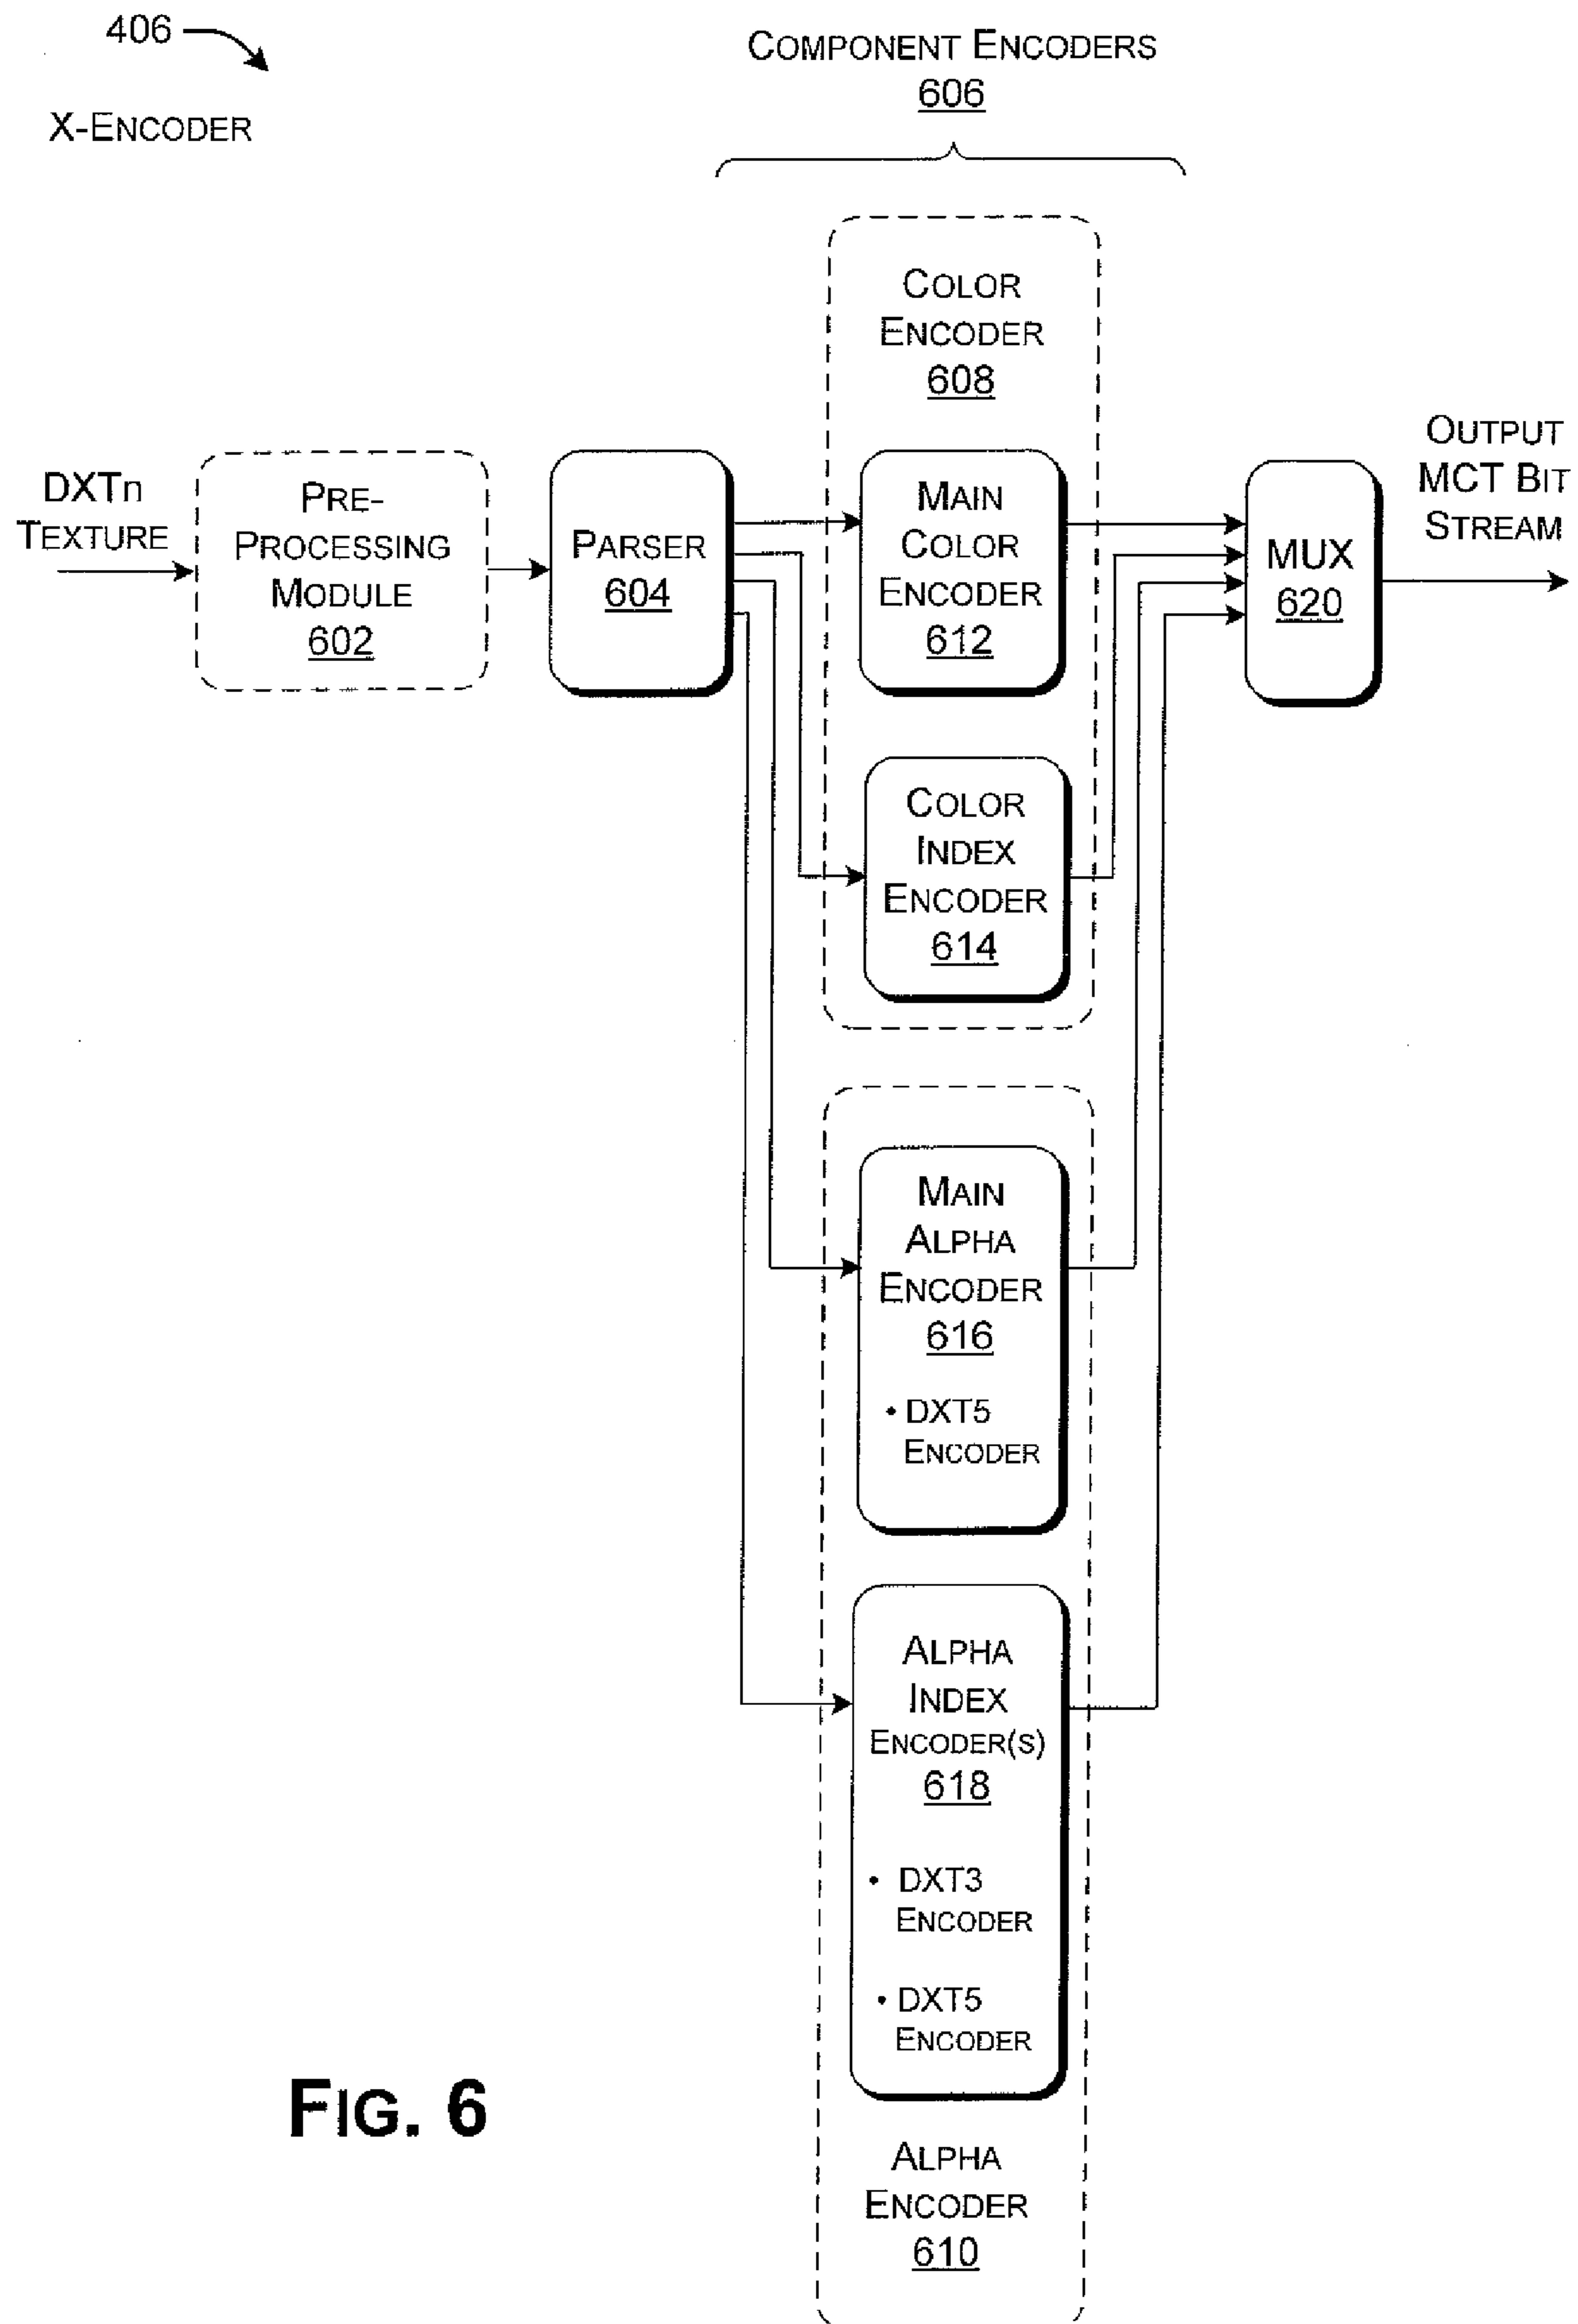 406
X-ENCODER
COMPONENT ENCODERS
606
COLOR
ENCODER
608
DXTn
TEXTURE
PRE-
PROCESSING
MODULE
602
PARSER
604
MAIN
COLOR
ENCODER
612
MUX
620
OUTPUT
MCT BIT
STREAM
COLOR
INDEX
ENCODER
614
MAIN
ALPHA
ENCODER
616
• DXT5
ENCODER
ALPHA
INDEX
ENCODER(S)
618
• DXT3
ENCODER
• DXT5
ENCODER
ALPHA
ENCODER
610
FIG. 6